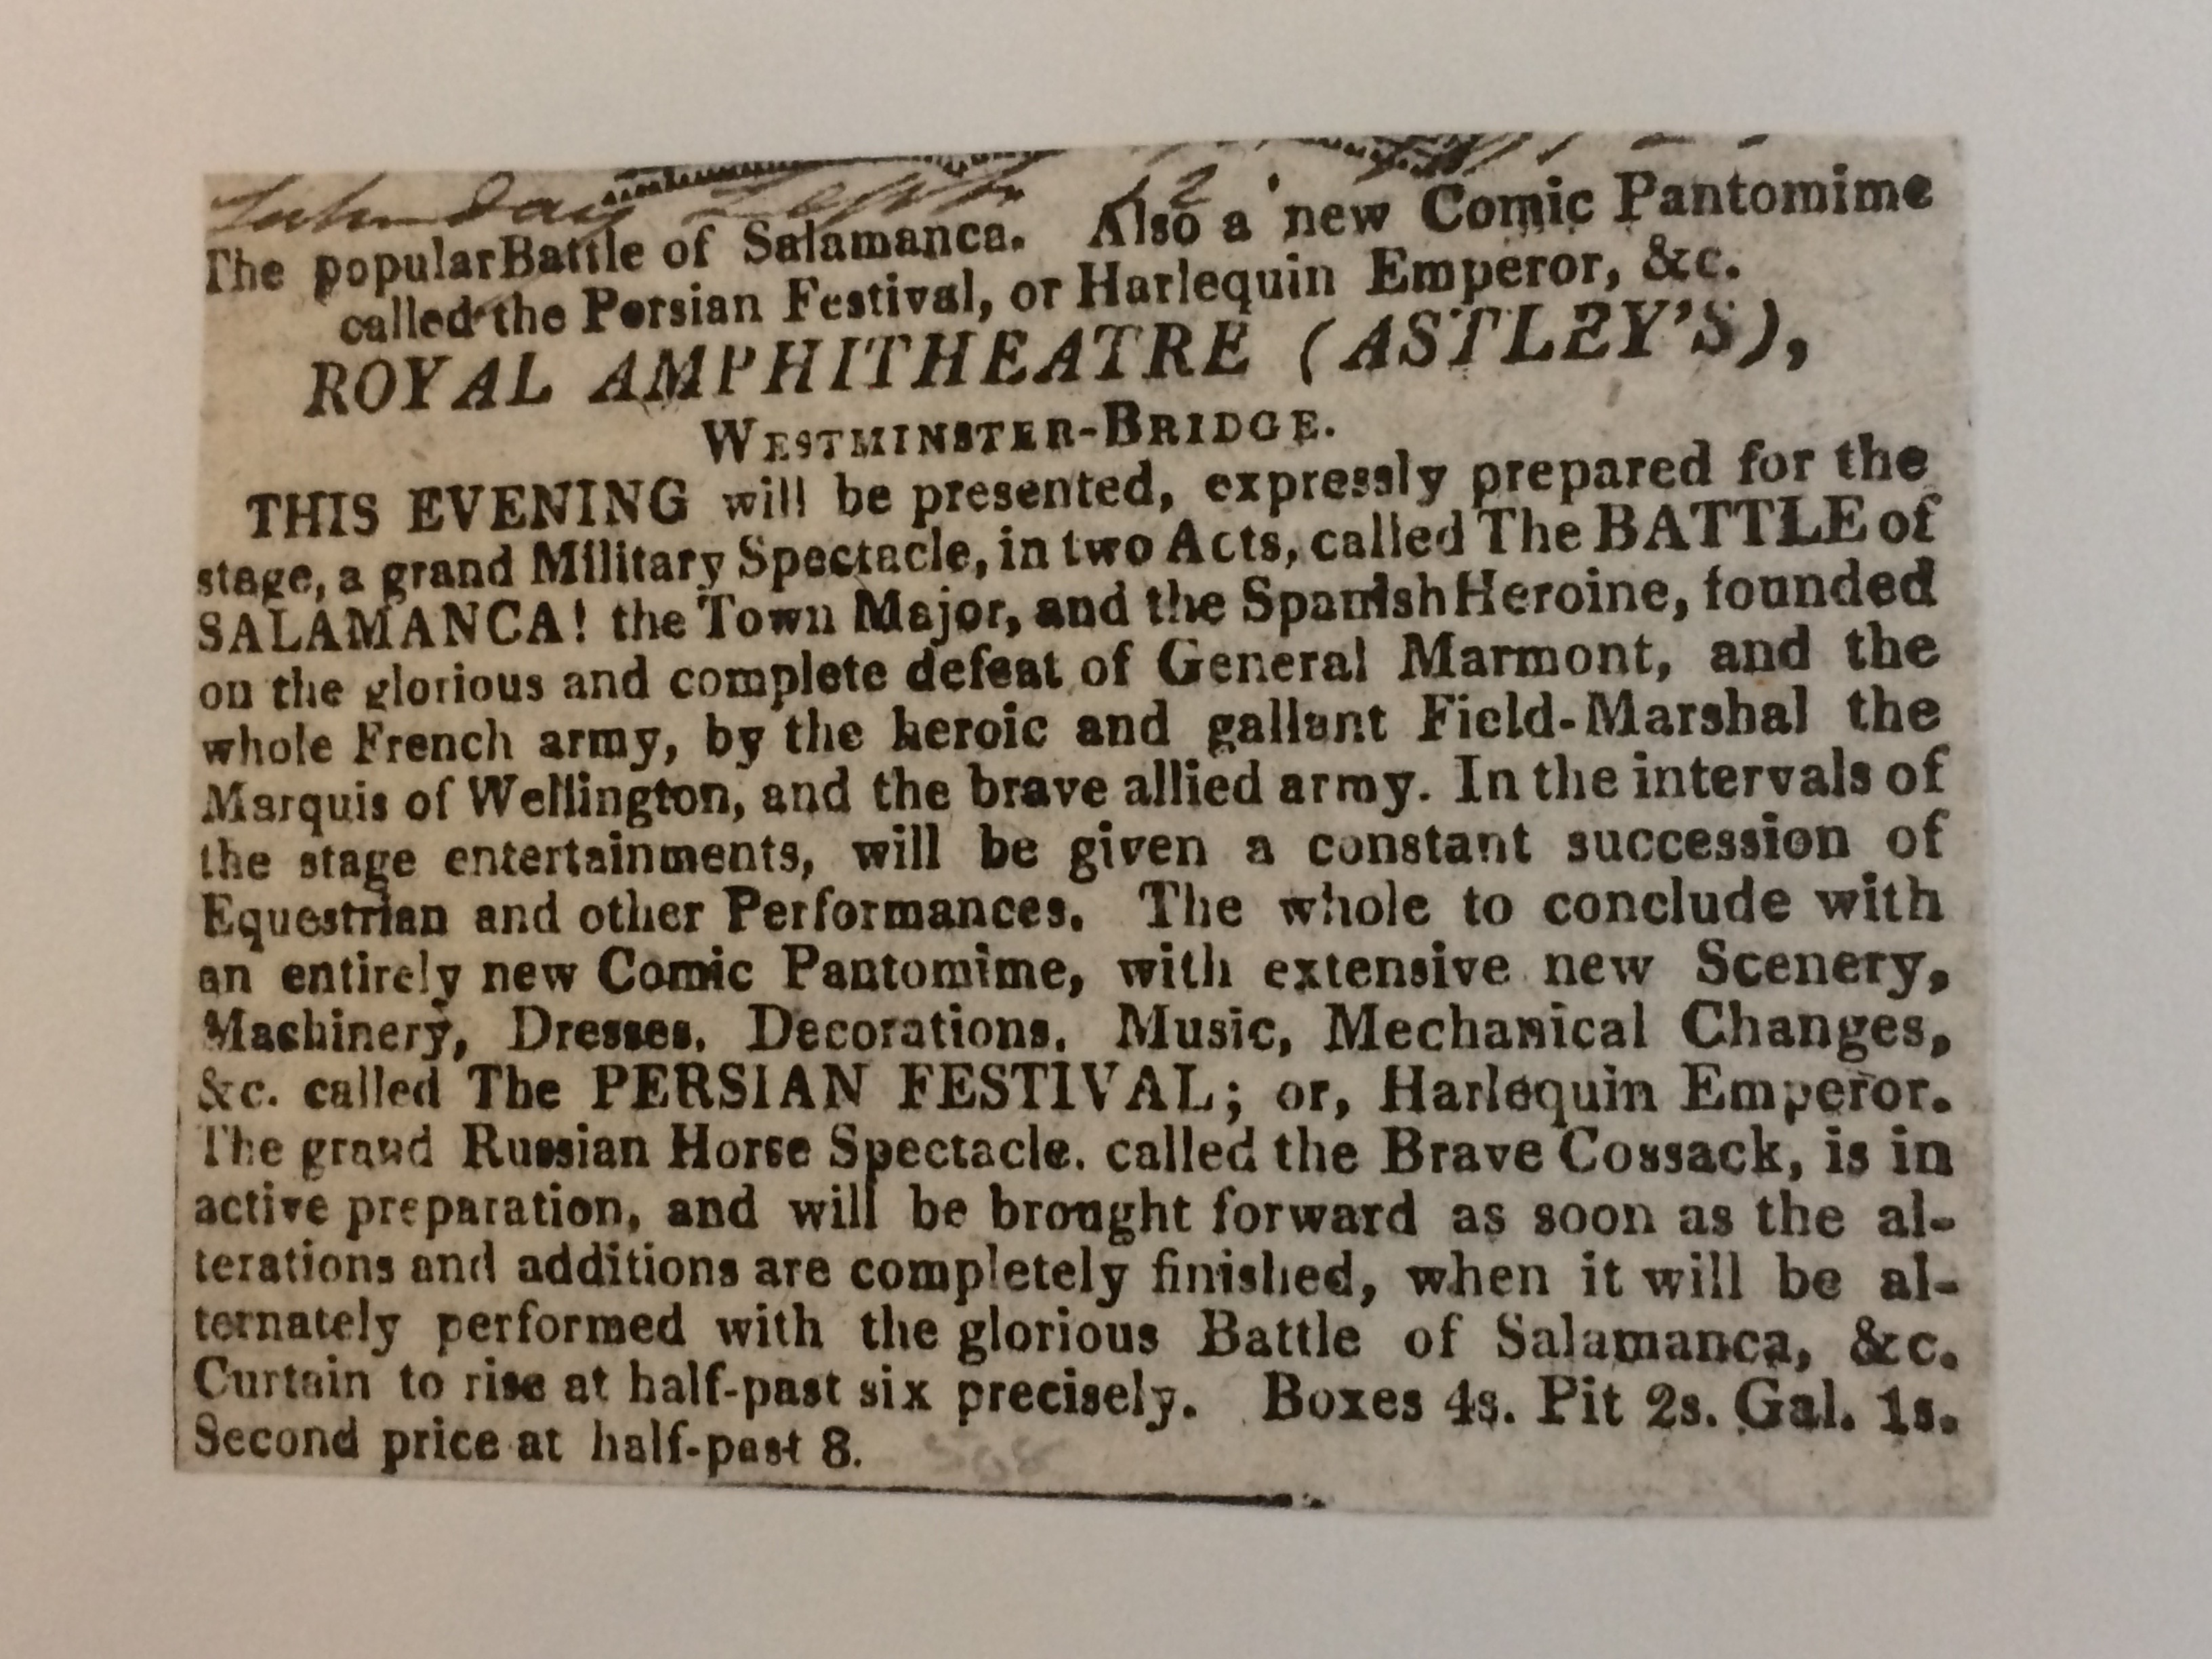 Saturday Sept. 12
The popular Battle of Salamanca. Also a new Comic Pantomime
called the Persian Festival, or Harlequin Emperor, &c.
ROYAL AMPHITHEATRE (ASTLEY'S),
WESTMINSTER-BRIDGE.
THIS EVENING will be presented, expressly prepared for the
stage, a grand Military Spectacle, in two Acts, called The BATTLE of
SALAMANCA! the Town Major, and the Spanish Heroine, founded
on the glorious and complete defeat of General Marmont, and the
whole French army, by the heroic and gallant Field-Marshal the
Marquis of Wellington, and the brave allied army. In the intervals of
the stage entertainments, will be given a constant succession of
Equestrian and other Performances. The whole to conclude with
an entirely new Comic Pantomime, with extensive new Scenery,
Machinery, Dresses, Decorations, Music, Mechanical Changes,
&c. called The PERSIAN FESTIVAL; or, Harlequin Emperor.
The grand Russian Horse Spectacle, called the Brave Cossack, is in
active preparation, and will be brought forward as soon as the al-
terations and additions are completely finished, when it will be al-
ternately performed with the glorious Battle of Salamanca, &c.
Curtain to rise at half-past six precisely. Boxes 4s. Pit 2s. Gal. 1s.
Second price at half-past 8.